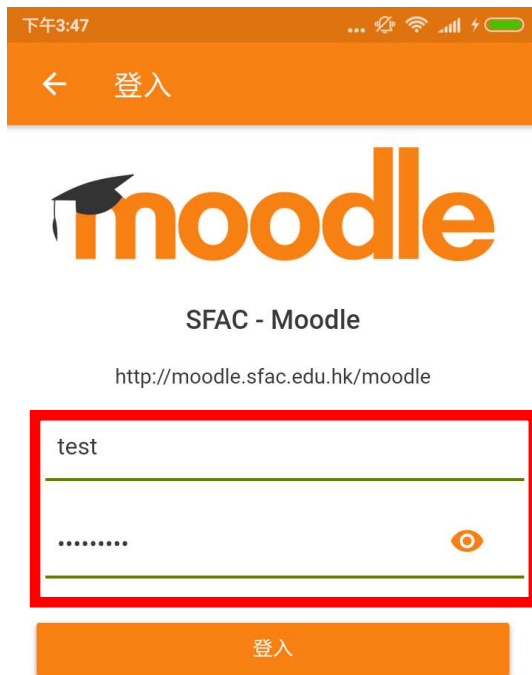 下午3:47
...
登入
moodle
SFAC - Moodle
http://moodle.sfac.edu.hk/moodle
test
•••••••••
登入